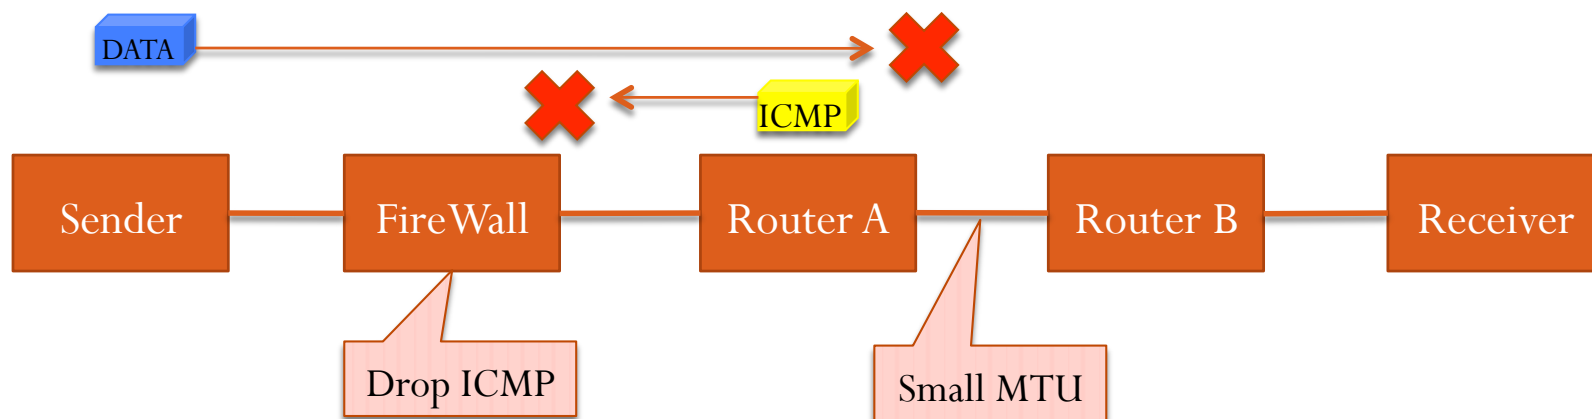 DATA
ICMP
Sender
FireWall
Router A
Router B
Receiver
Drop ICMP
Small MTU